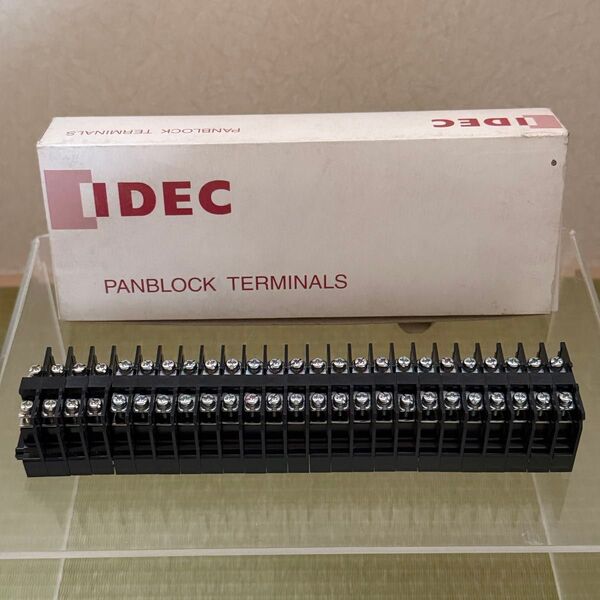 PANBLOCK TERMINALS
IDEC
IDEC
PANBLOCK TERMINALS